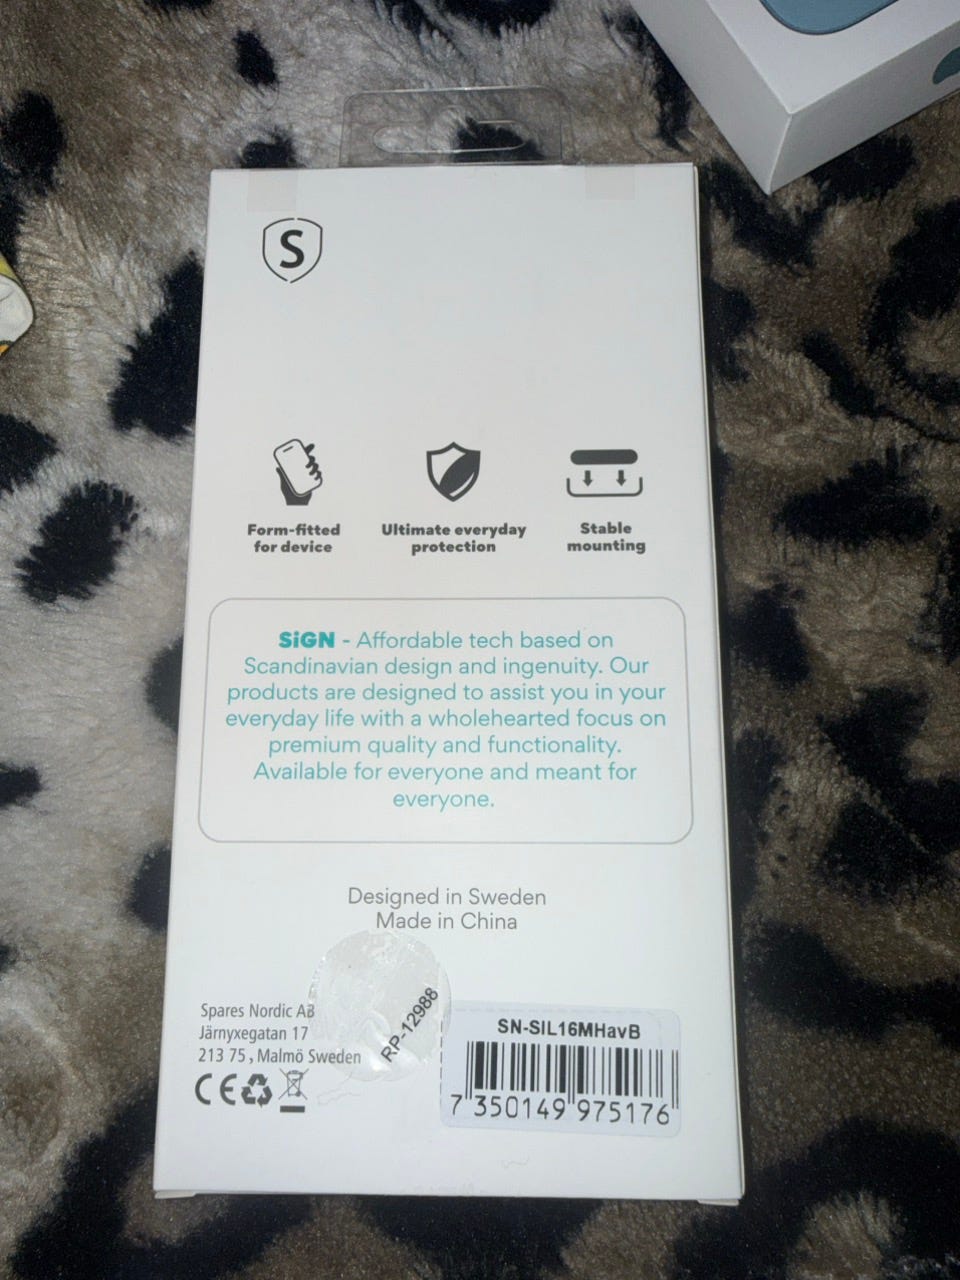 S
Form-fitted
for device
Ultimate everyday
protection
Stable
mounting
SiGN - Affordable tech based on
Scandinavian design and ingenuity. Our
products are designed to assist you in your
everyday life with a wholehearted focus on
premium quality and functionality.
Available for everyone and meant for
everyone.
Designed in Sweden
Made in China
Spares Nordic AB
Järnyxegatan 17
213 75, Malmö Sweden
CE
RP-12988
SN-SIL16MHavB
7 350149 975176